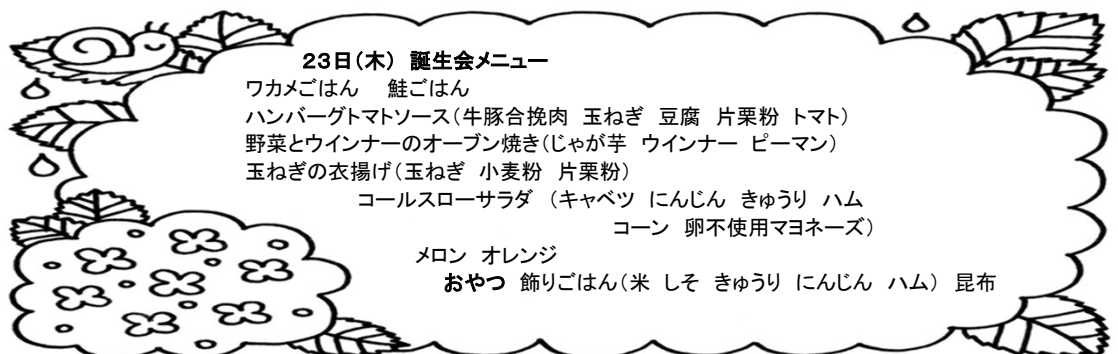 ２３日（木）　誕生会メニュー
ワカメごはん　鮭ごはん
ハンバーグトマトソース（牛豚合挽肉　玉ねぎ　豆腐　片栗粉　トマト）
野菜とウインナーのオーブン焼き（じゃが芋　ウインナー　ピーマン）
玉ねぎの衣揚げ（玉ねぎ　小麦粉　片栗粉）
コールスローサラダ　（キャベツ　にんじん　きゅうり　ハム
コーン　卵不使用マヨネーズ）
メロン　オレンジ
おやつ　飾りごはん（米　しそ　きゅうり　にんじん　ハム）　昆布